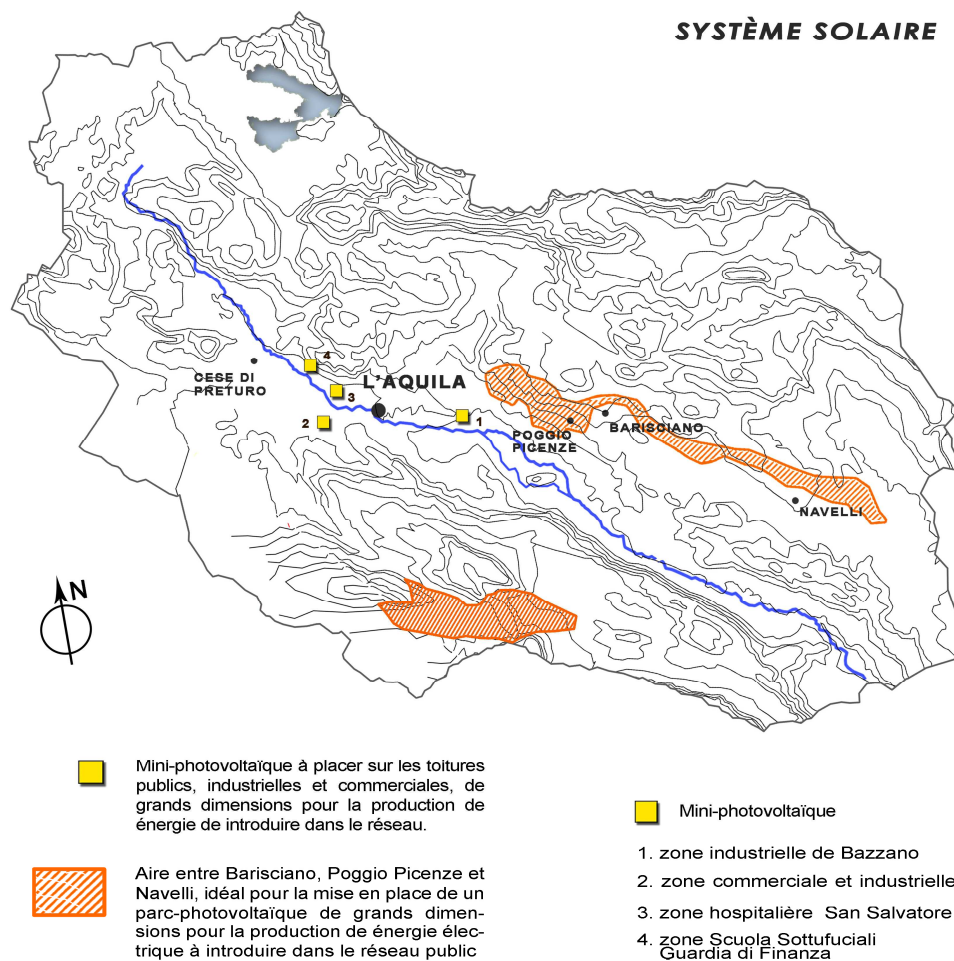 SYSTÈME SOLAIRE
4
CESE DI
PRETURO
L'AQUILA
3
2
1
POGGIO
PICENZE
BARISCIANO
NAVELLI
N
Mini-photovoltaïque à placer sur les toitures
publics, industrielles et commerciales, de
grands dimensions pour la production de
énergie de introduire dans le réseau.
Aire entre Barisciano, Poggio Picenze et
Navelli, idéal pour la mise en place de un
parc-photovoltaïque de grands dimen-
sions pour la production de énergie élec-
trique à introduire dans le réseau public
Mini-photovoltaïque
1. zone industrielle de Bazzano
2. zone commerciale et industrielle
3. zone hospitalière San Salvatore
4. zone Scuola Sottufuciali
Guardia di Finanza